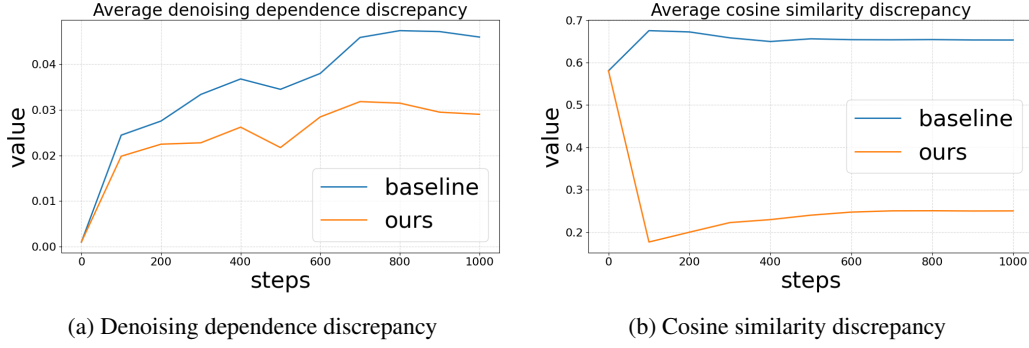 Average denoising dependence discrepancy
0.04
0.03
0.02
0.01
0.00
value
baseline
ours
0 200 400 600 800 1000
steps
(a) Denoising dependence discrepancy
Average cosine similarity discrepancy
0.7
0.6
0.5
0.4
0.3
0.2
value
baseline
ours
0 200 400 600 800 1000
steps
(b) Cosine similarity discrepancy